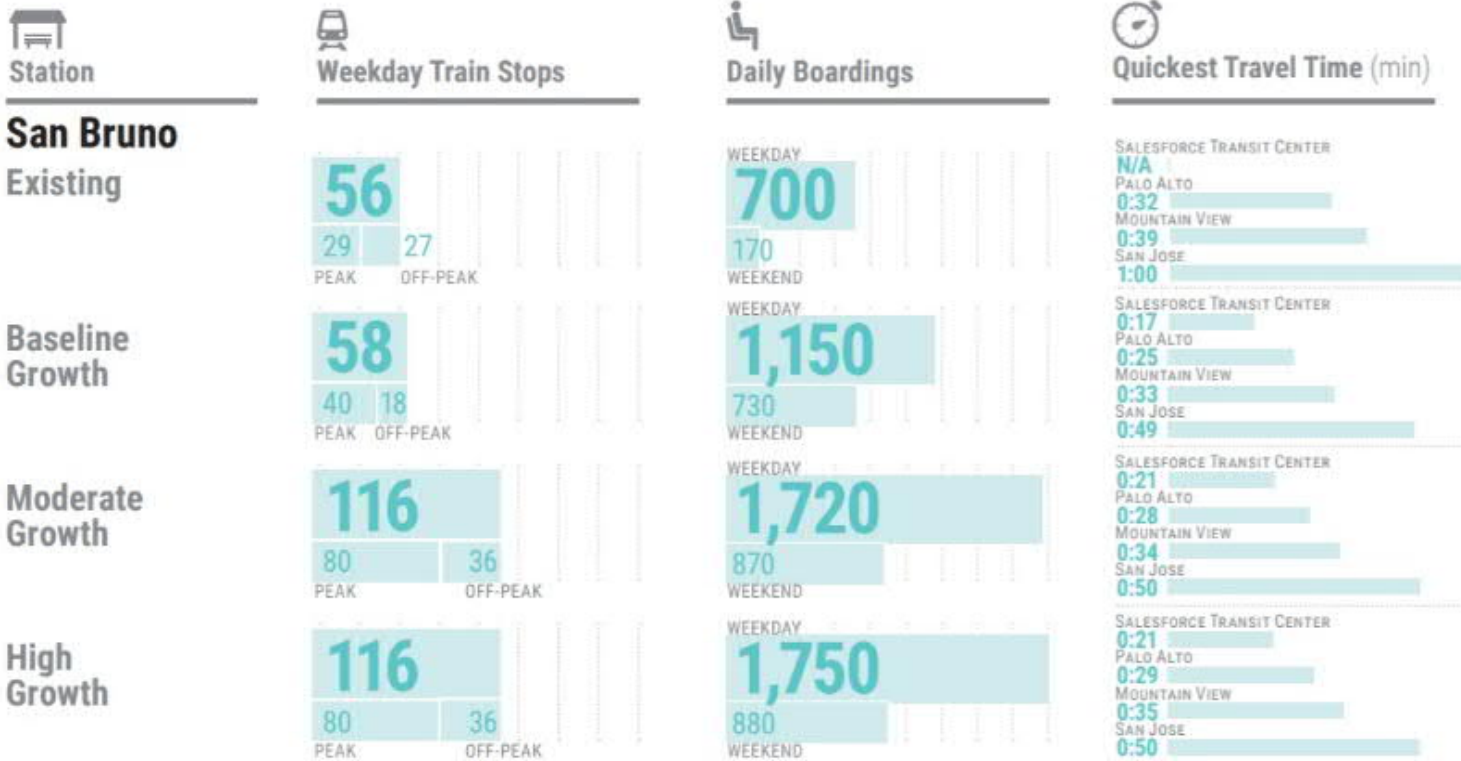 Station
Weekday Train Stops
Daily Boardings
Quickest Travel Time (min)
San Bruno
Existing
56
29
27
PEAK
OFF-PEAK
WEEKDAY
700
170
WEEKEND
SALESFORCE TRANSIT CENTER
N/A
PALO ALTO
0:32
MOUNTAIN VIEW
0:39
SAN JOSE
1:00
Baseline
Growth
58
40
18
PEAK
OFF-PEAK
WEEKDAY
1,150
730
WEEKEND
SALESFORCE TRANSIT CENTER
0:17
PALO ALTO
0:25
MOUNTAIN VIEW
0:33
SAN JOSE
0:49
Moderate
Growth
116
80
36
PEAK
OFF-PEAK
WEEKDAY
1,720
870
WEEKEND
SALESFORCE TRANSIT CENTER
0:21
PALO ALTO
0:28
MOUNTAIN VIEW
0:34
SAN JOSE
0:50
High
Growth
116
80
36
PEAK
OFF-PEAK
WEEKDAY
1,750
880
WEEKEND
SALESFORCE TRANSIT CENTER
0:21
PALO ALTO
0:29
MOUNTAIN VIEW
0:35
SAN JOSE
0:50